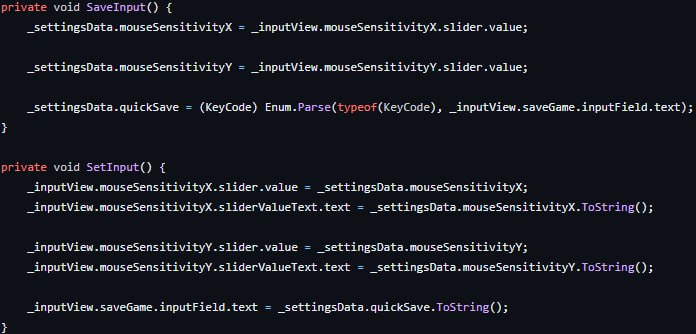 private void SaveInput() {
    _settingsData.mouseSensitivityX = _inputView.mouseSensitivityX.slider.value;

    _settingsData.mouseSensitivityY = _inputView.mouseSensitivityY.slider.value;

    _settingsData.quickSave = (KeyCode) Enum.Parse(typeof(KeyCode), _inputView.saveGame.inputField.text);
}

private void SetInput() {
    _inputView.mouseSensitivityX.slider.value = _settingsData.mouseSensitivityX;
    _inputView.mouseSensitivityX.sliderValueText.text = _settingsData.mouseSensitivityX.ToString();

    _inputView.mouseSensitivityY.slider.value = _settingsData.mouseSensitivityY;
    _inputView.mouseSensitivityY.sliderValueText.text = _settingsData.mouseSensitivityY.ToString();

    _inputView.saveGame.inputField.text = _settingsData.quickSave.ToString();
}